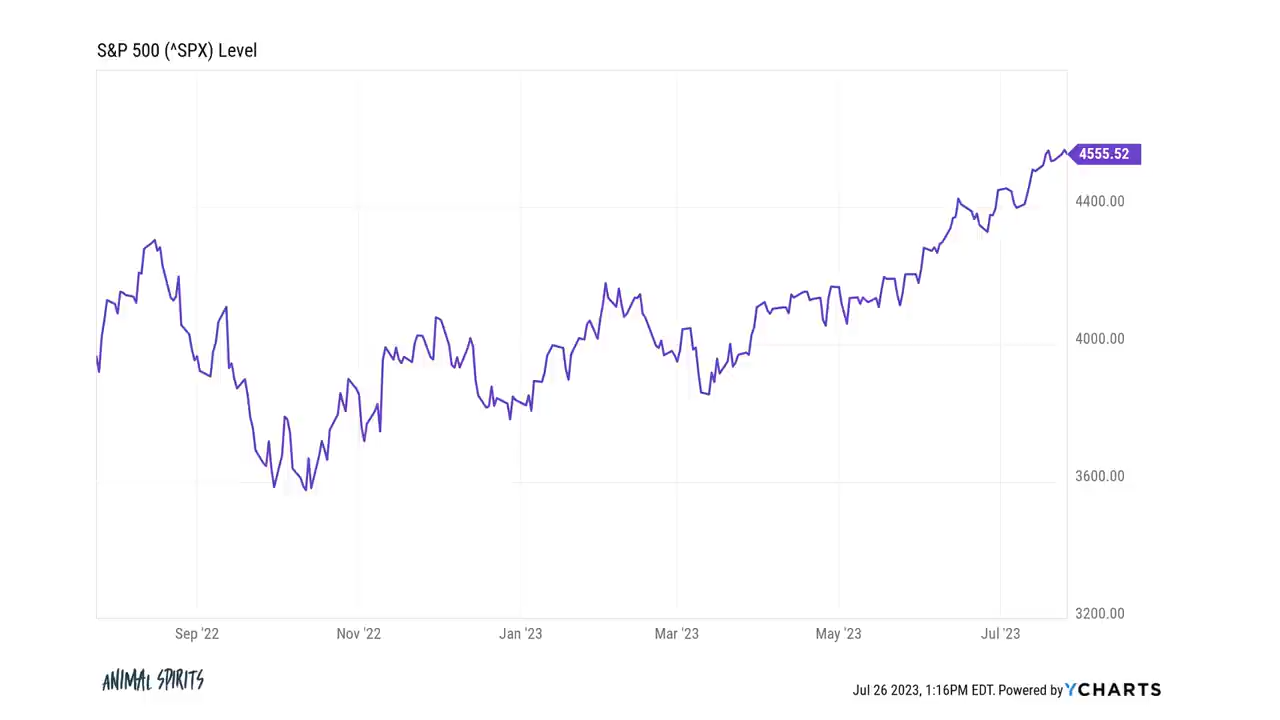 S&P 500 (^SPX) Level
4555.52
4400.00
4000.00
3600.00
3200.00
Sep '22 Nov '22 Jan '23 Mar '23 May '23 Jul '23
ANIMAL SPIRITS
Jul 26 2023, 1:16PM EDT. Powered by YCHARTS